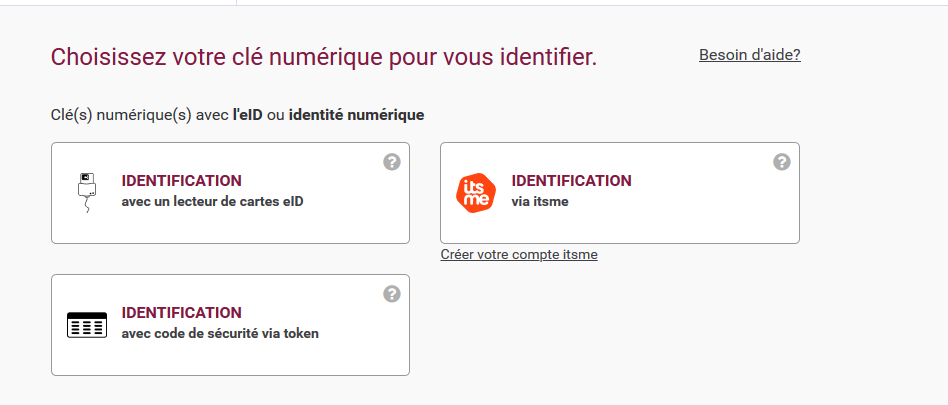 Choisissez votre clé numérique pour vous identifier.
Besoin d'aide?
Clé(s) numérique(s) avec l'eID ou identité numérique
?
IDENTIFICATION
avec un lecteur de cartes eID
?
its
me
IDENTIFICATION
via itsme
Créer votre compte itsme
?
IDENTIFICATION
avec code de sécurité via token